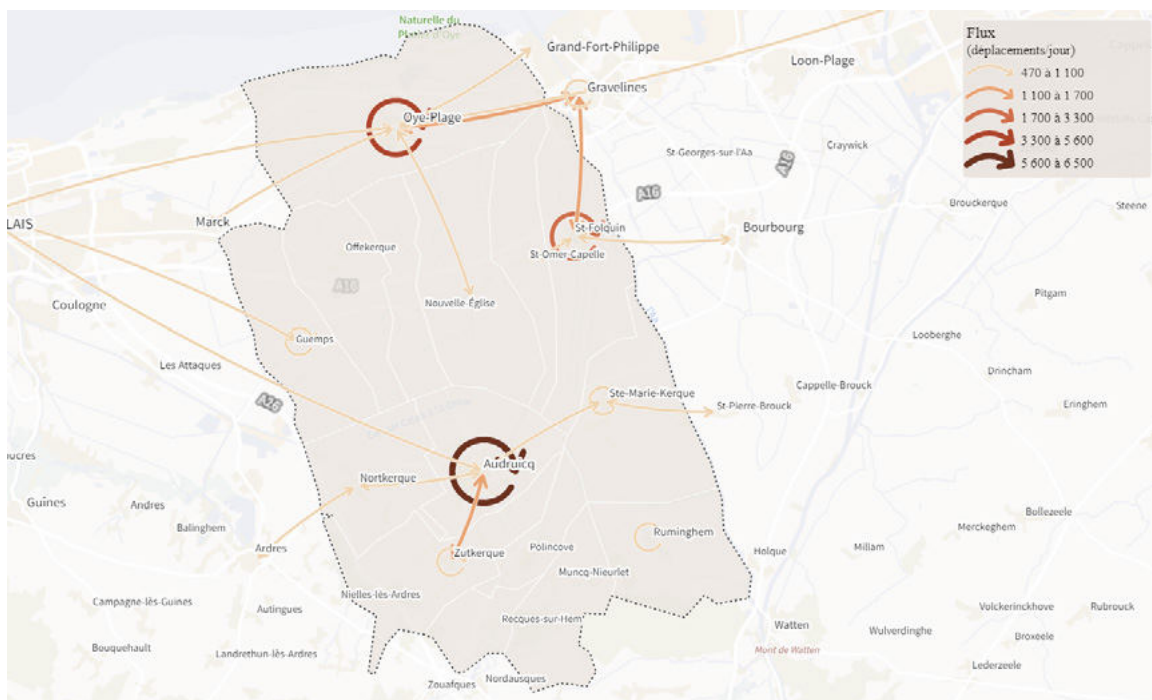 Naturelle du
Platier d'Oye
Grand-Fort-Philippe
Loon-Plage
Gravelines
Oye-Plage
Flux
(déplacements/jour)
470 à 1 100
1 100 à 1 700
1 700 à 3 300
3 300 à 5 600
5 600 à 6 500
St-Georges-sur-l'Aa
Craywick
A16
A16
Brouckerque
Steene
LAIS
Marck
St-Folquin
Bourbourg
Offekerque
St-Omer-Capelle
A16
Coulogne
Nouvelle-Église
Pitgam
Guemps
Looberghe
Les Attaques
Drincham
A26
Ste-Marie-Kerque
Cappelle-Brouck
St-Pierre-Brouck
Eringhem
oucres
Audruicq
Nortkerque
Guînes
Andres
Balinghem
Bollezeele
Merckeghem
Ruminghem
Ardres
Zutkerque
Polincove
Holque
Millam
Muncq-Nieurlet
Nielles-lès-Ardres
Campagne-lès-Guines
Autingues
Volckerinckhove
Rubrouck
Recques-sur-Hem
Watten
Wulverdinghe
Broxeele
Bouquehault
Landrethun-lès-Ardres
Mont de Watten
Lederzeele
Zouafques
Nordausques